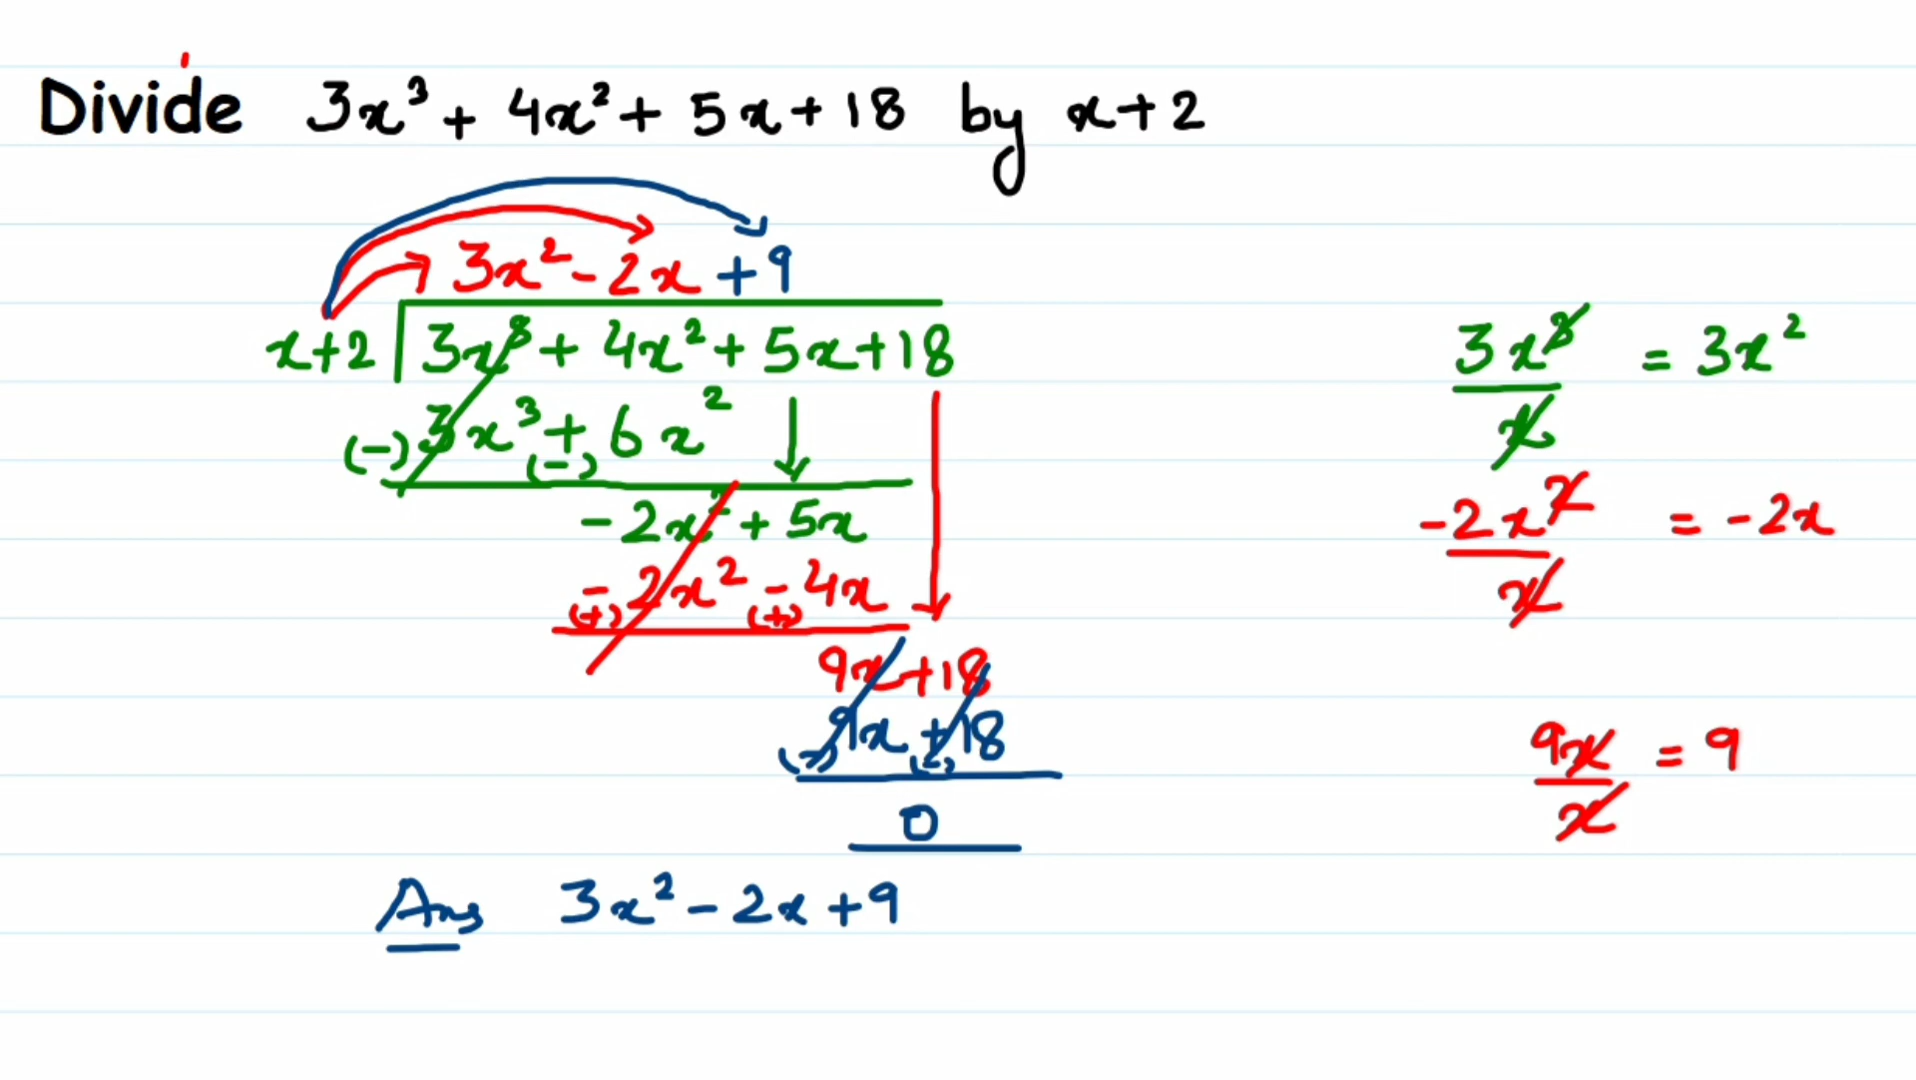 Divide 3x³ + 4x² + 5x + 18 by x + 2
3x² - 2x + 9
x+2 3x³ + 4x² + 5x + 18
(-) 3x³ + 6x²
(-)
- 2x² + 5x
- 2x² - 4x
(+) (+)
9x + 18
9x + 18
(-) (-)
0
Ans 3x² - 2x + 9
3x³ = 3x²
x
-2x² = -2x
x
9x = 9
x